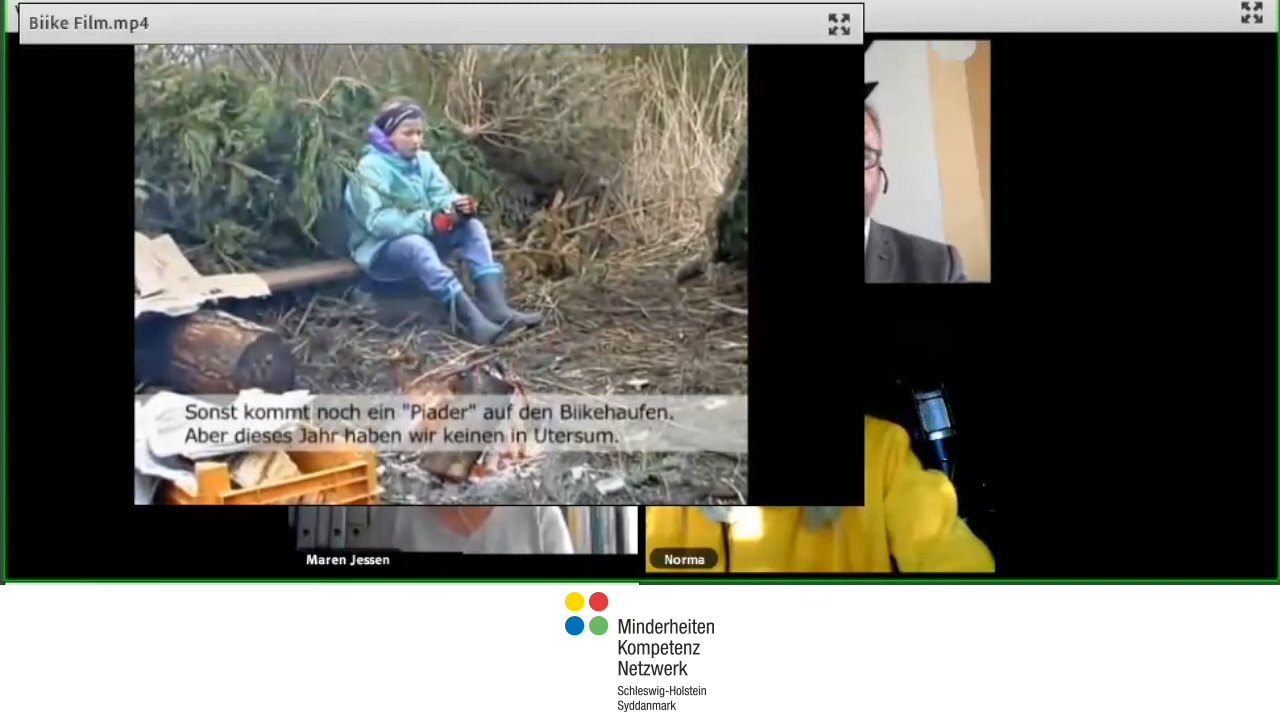 Biike Film.mp4
Sonst kommt noch ein "Piader" auf den Biikehaufen.
Aber dieses Jahr haben wir keinen in Utersum.
Maren Jessen
Norma
Minderheiten
Kompetenz
Netzwerk
Schleswig-Holstein
Syddanmark